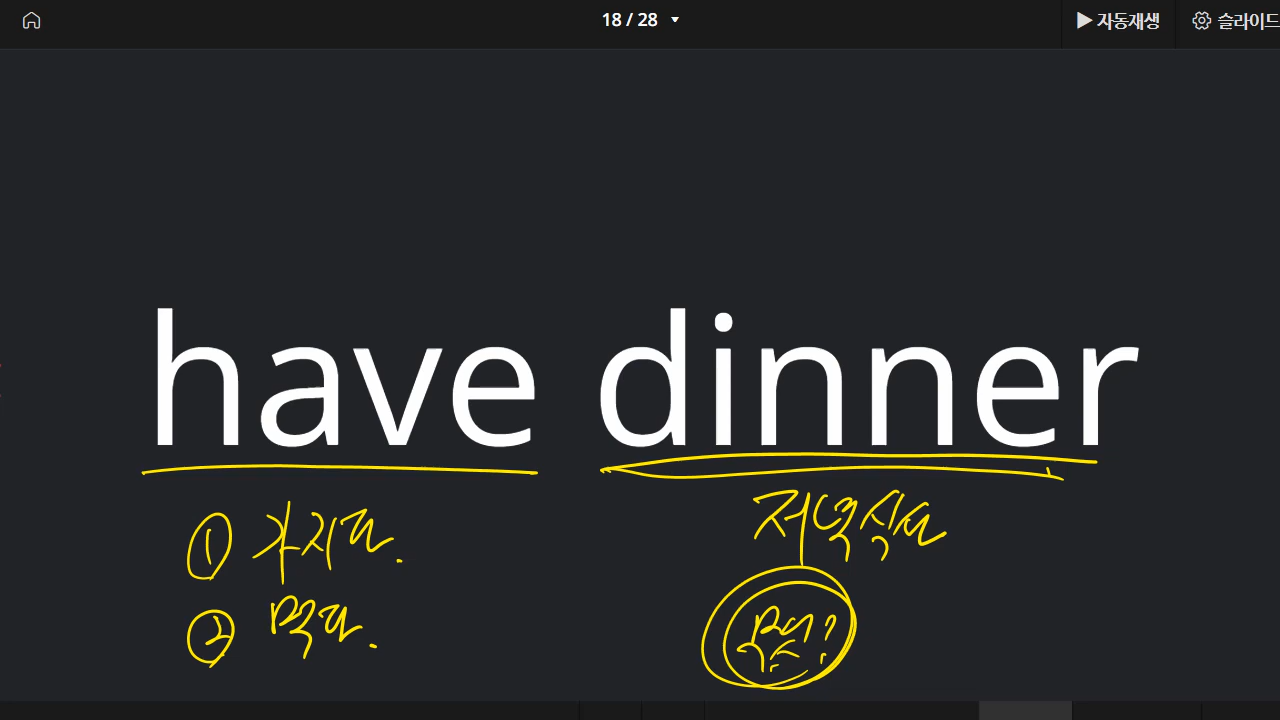 18 / 28
▶ 자동재생
슬라이드
have dinner
① 가지다.
저녁식사
② 먹다.